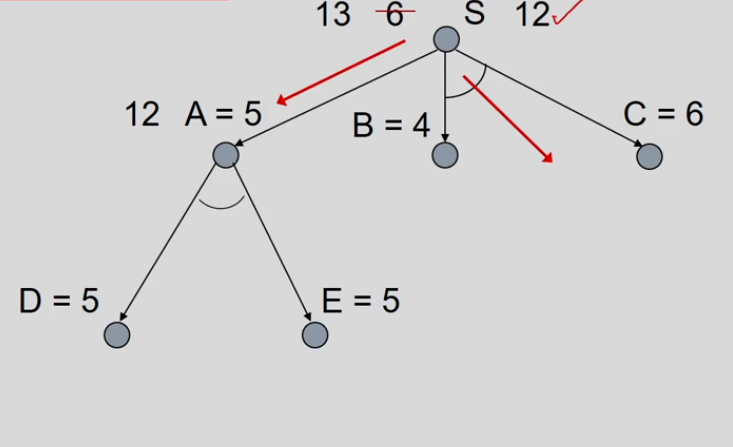 13 6 S 12
12 A = 5
B = 4
C = 6
D = 5
E = 5